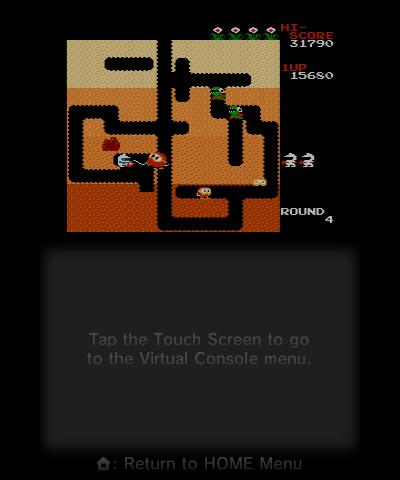 HI-
SCORE
31790
1UP
15680
ROUND
4
Tap the Touch Screen to go
to the Virtual Console menu.
: Return to HOME Menu